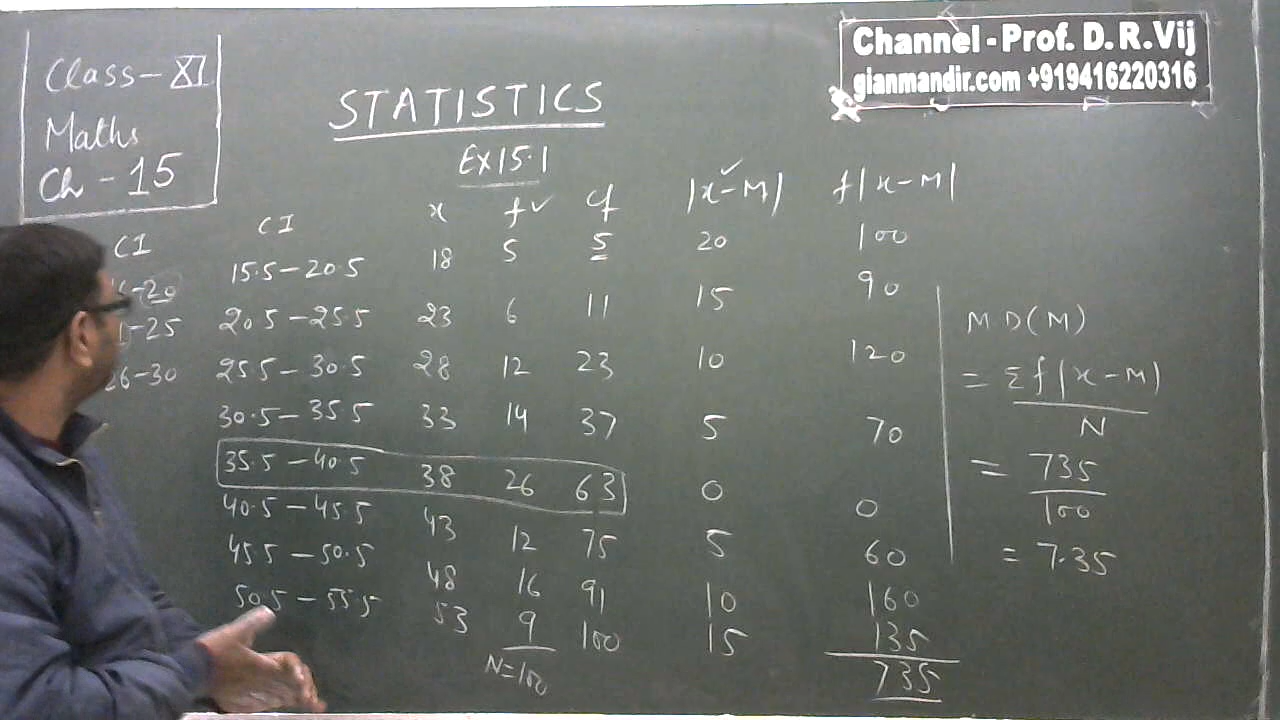 Class-XI
Maths
Ch - 15
Channel - Prof. D. R. Vij
gianmandir.com +919416220316
STATISTICS
EX 15.1
CI
-20
-25
26-30
CI x f ✓ cf |x-M| ✓ f|x-M|
15.5-20.5 18 5 5 20 100
20.5-25.5 23 6 11 15 90
25.5-30.5 28 12 23 10 120
30.5-35.5 33 14 37 5 70
35.5-40.5 38 26 63 0 0
40.5-45.5 43 12 75 5 60
45.5-50.5 48 16 91 10 160
50.5-55.5 53 9 100 15 135
N=100 735
M D(M)
= Σf|x-M|
N
= 735
100
= 7.35